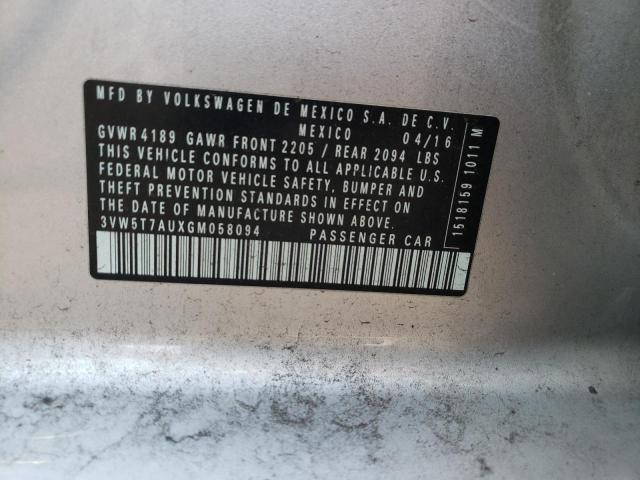 MFD BY VOLKSWAGEN DE MEXICO S.A. DE C.V.
MEXICO 04/16
GVWR 4189 GAWR FRONT 2205 / REAR 2094 LBS
THIS VEHICLE CONFORMS TO ALL APPLICABLE U.S.
FEDERAL MOTOR VEHICLE SAFETY, BUMPER AND
THEFT PREVENTION STANDARDS IN EFFECT ON
THE DATE OF MANUFACTURE SHOWN ABOVE.
3VW5T7AUXGM058094 PASSENGER CAR
1518159 1011 M